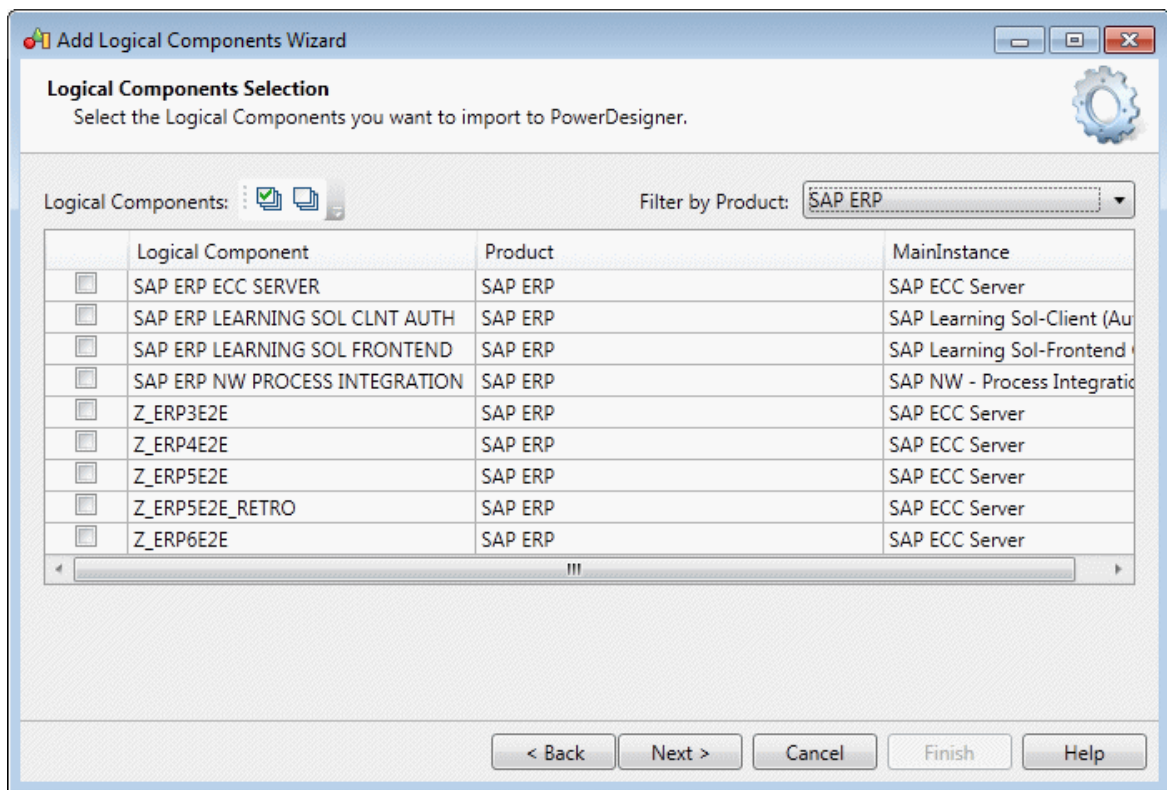 Add Logical Components Wizard
Logical Components Selection
Select the Logical Components you want to import to PowerDesigner.
Logical Components: Filter by Product: SAP ERP
Logical Component Product MainInstance
SAP ERP ECC SERVER SAP ERP SAP ECC Server
SAP ERP LEARNING SOL CLNT AUTH SAP ERP SAP Learning Sol-Client (Au
SAP ERP LEARNING SOL FRONTEND SAP ERP SAP Learning Sol-Frontend
SAP ERP NW PROCESS INTEGRATION SAP ERP SAP NW - Process Integratio
Z_ERP3E2E SAP ERP SAP ECC Server
Z_ERP4E2E SAP ERP SAP ECC Server
Z_ERP5E2E SAP ERP SAP ECC Server
Z_ERP5E2E_RETRO SAP ERP SAP ECC Server
Z_ERP6E2E SAP ERP SAP ECC Server
< Back Next > Cancel Finish Help